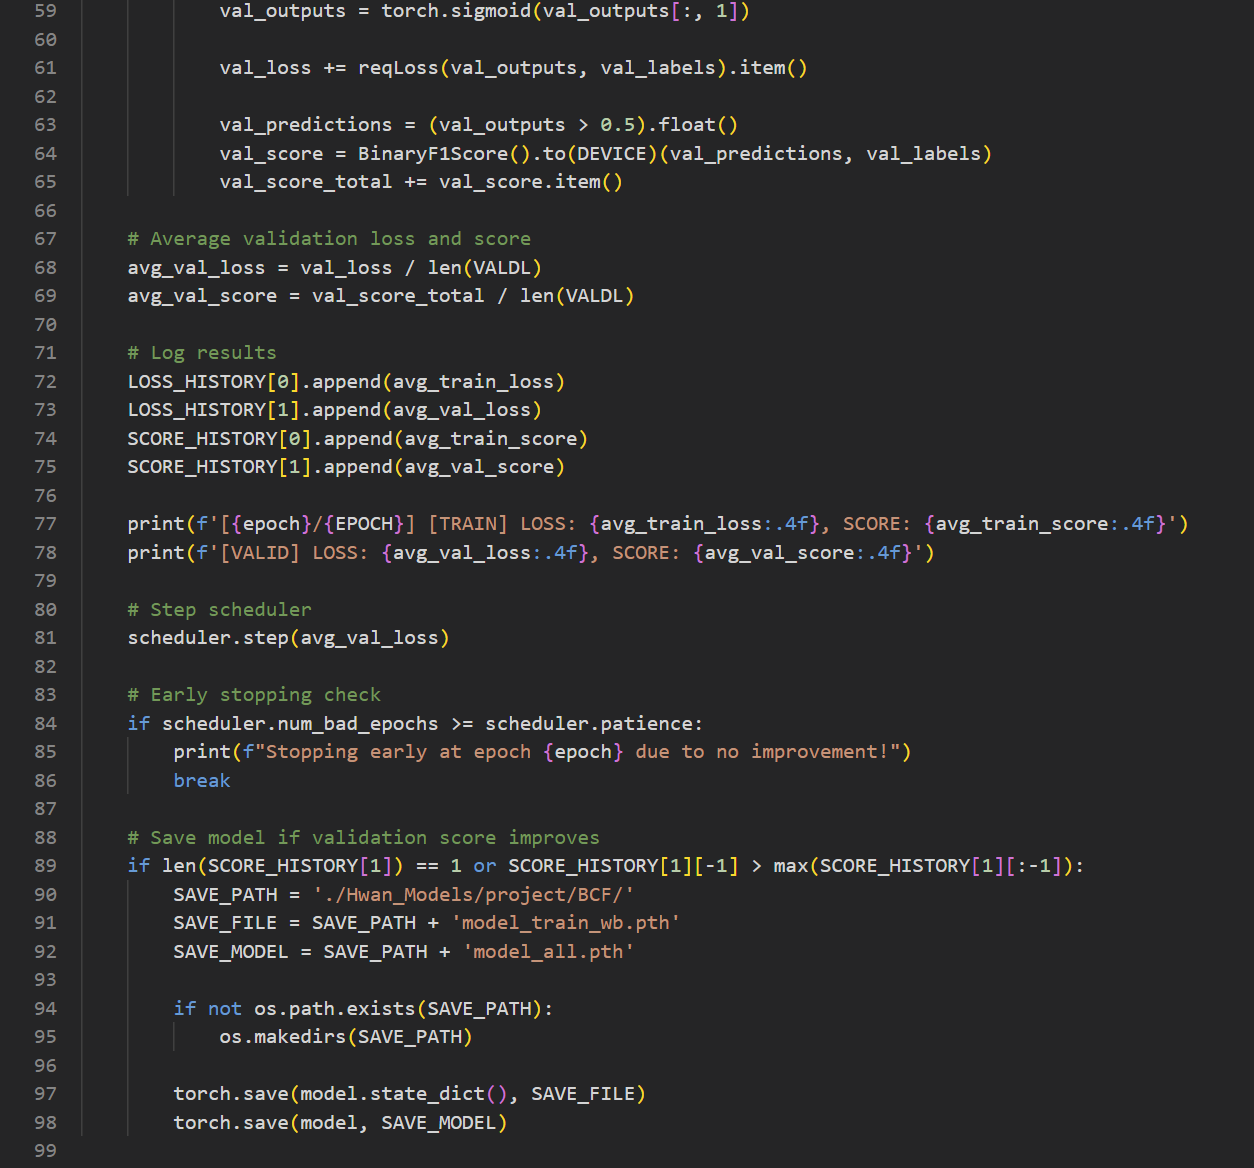 59 val_outputs = torch.sigmoid(val_outputs[:, 1])
60
61 val_loss += reqLoss(val_outputs, val_labels).item()
62
63 val_predictions = (val_outputs > 0.5).float()
64 val_score = BinaryF1Score().to(DEVICE)(val_predictions, val_labels)
65 val_score_total += val_score.item()
66
67 # Average validation loss and score
68 avg_val_loss = val_loss / len(VALDL)
69 avg_val_score = val_score_total / len(VALDL)
70
71 # Log results
72 LOSS_HISTORY[0].append(avg_train_loss)
73 LOSS_HISTORY[1].append(avg_val_loss)
74 SCORE_HISTORY[0].append(avg_train_score)
75 SCORE_HISTORY[1].append(avg_val_score)
76
77 print(f'[{epoch}/{EPOCH}] [TRAIN] LOSS: {avg_train_loss:.4f}, SCORE: {avg_train_score:.4f}')
78 print(f'[VALID] LOSS: {avg_val_loss:.4f}, SCORE: {avg_val_score:.4f}')
79
80 # Step scheduler
81 scheduler.step(avg_val_loss)
82
83 # Early stopping check
84 if scheduler.num_bad_epochs >= scheduler.patience:
85 print(f"Stopping early at epoch {epoch} due to no improvement!")
86 break
87
88 # Save model if validation score improves
89 if len(SCORE_HISTORY[1]) == 1 or SCORE_HISTORY[1][-1] > max(SCORE_HISTORY[1][:-1]):
90 SAVE_PATH = './Hwan_Models/project/BCF/'
91 SAVE_FILE = SAVE_PATH + 'model_train_wb.pth'
92 SAVE_MODEL = SAVE_PATH + 'model_all.pth'
93
94 if not os.path.exists(SAVE_PATH):
95 os.makedirs(SAVE_PATH)
96
97 torch.save(model.state_dict(), SAVE_FILE)
98 torch.save(model, SAVE_MODEL)
99